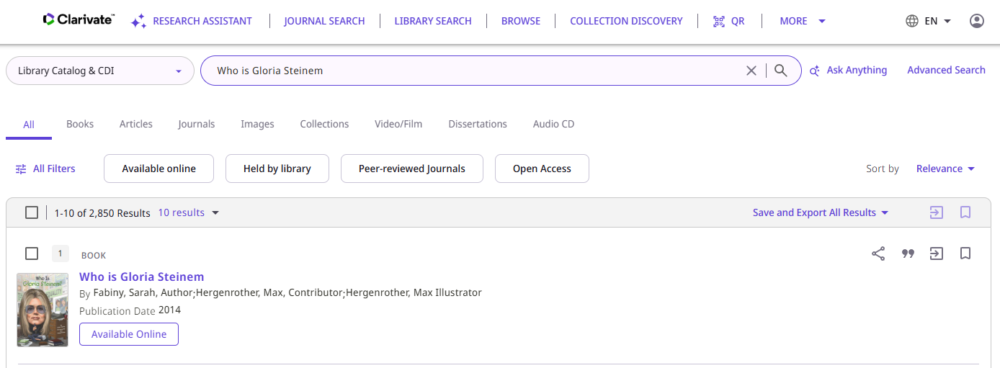 Clarivate™ RESEARCH ASSISTANT JOURNAL SEARCH LIBRARY SEARCH BROWSE COLLECTION DISCOVERY QR MORE EN
Library Catalog & CDI Who is Gloria Steinem Ask Anything Advanced Search
All Books Articles Journals Images Collections Video/Film Dissertations Audio CD
All Filters Available online Held by library Peer-reviewed Journals Open Access Sort by Relevance
1-10 of 2,850 Results 10 results Save and Export All Results
1 BOOK
Who is Gloria Steinem
Who Is
Gloria Steinem?
By Fabiny, Sarah, Author;Hergenrother, Max, Contributor;Hergenrother, Max Illustrator
Publication Date 2014
Available Online